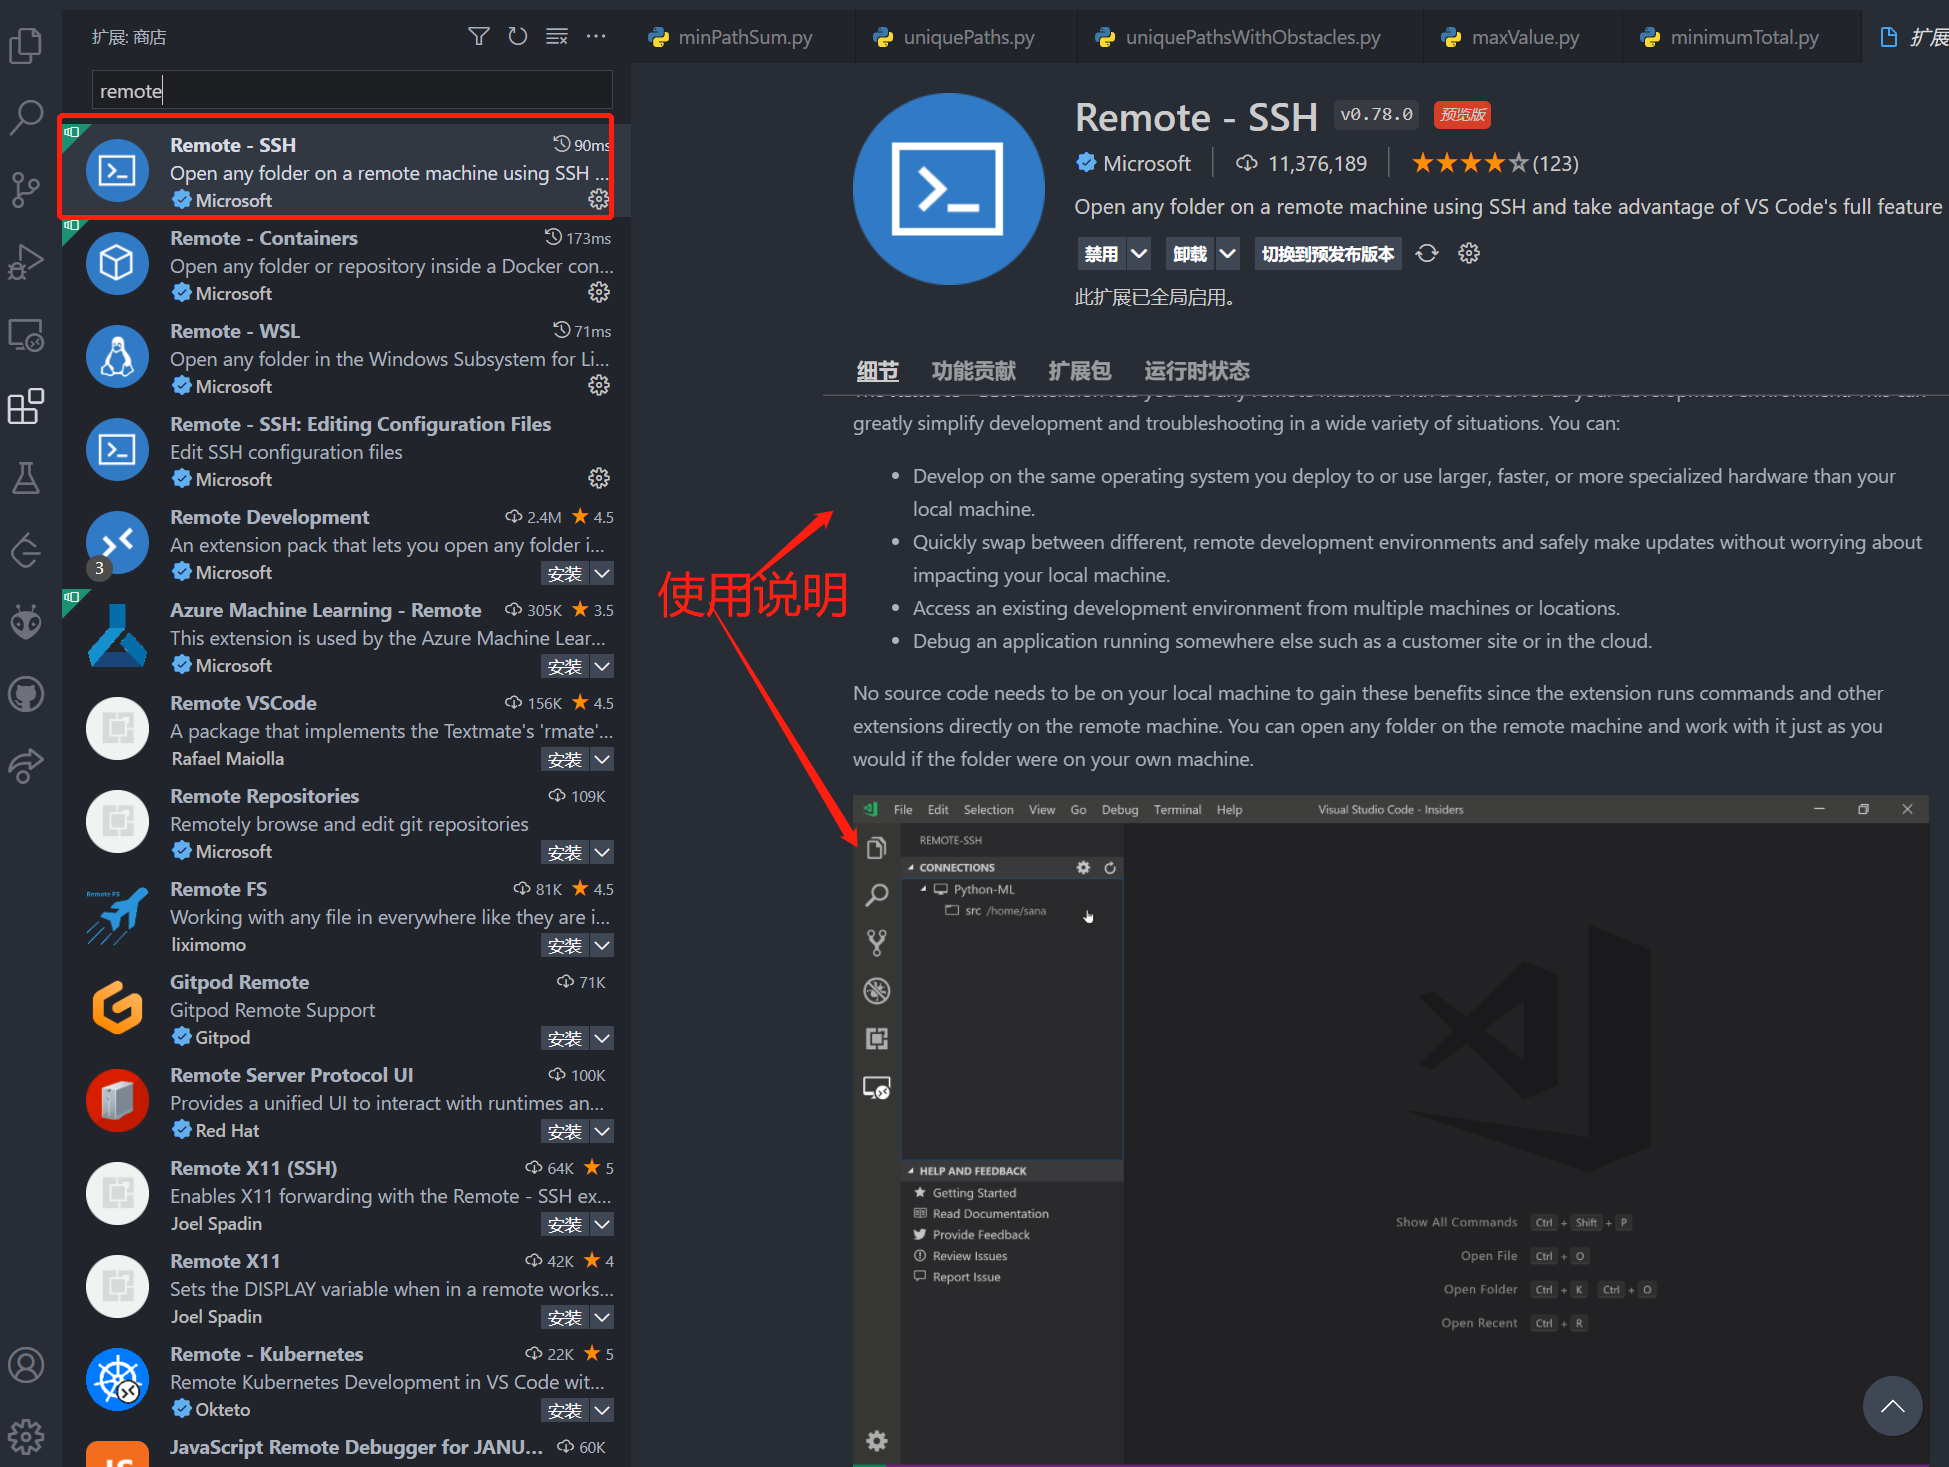 扩展: 商店
remote
Remote - SSH
90ms
Open any folder on a remote machine using SSH ...
Microsoft
Remote - Containers
173ms
Open any folder or repository inside a Docker con...
Microsoft
Remote - WSL
71ms
Open any folder in the Windows Subsystem for Li...
Microsoft
Remote - SSH: Editing Configuration Files
Edit SSH configuration files
Microsoft
Remote Development
2.4M
4.5
An extension pack that lets you open any folder i...
3
Microsoft
安装
Azure Machine Learning - Remote
305K
3.5
This extension is used by the Azure Machine Lear...
Microsoft
安装
Remote VSCode
156K
4.5
A package that implements the Textmate's 'rmate'...
Rafael Maiolla
安装
Remote Repositories
109K
Remotely browse and edit git repositories
Microsoft
安装
Remote FS
Remote FS
81K
4.5
Working with any file in everywhere like they are i...
liximomo
安装
Gitpod Remote
71K
Gitpod Remote Support
Gitpod
安装
Remote Server Protocol UI
100K
Provides a unified UI to interact with runtimes an...
Red Hat
安装
Remote X11 (SSH)
64K
5
Enables X11 forwarding with the Remote - SSH ex...
Joel Spadin
安装
Remote X11
42K
4
Sets the DISPLAY variable when in a remote works...
Joel Spadin
安装
Remote - Kubernetes
22K
5
Remote Kubernetes Development in VS Code wit...
Okteto
安装
JavaScript Remote Debugger for JANU...
60K
minPathSum.py
uniquePaths.py
uniquePathsWithObstacles.py
maxValue.py
minimumTotal.py
扩展
Remote - SSH
v0.78.0
预览版
Microsoft
11,376,189
(123)
Open any folder on a remote machine using SSH and take advantage of VS Code's full feature
禁用
卸载
切换到预发布版本
此扩展已全局启用。
细节
功能贡献
扩展包
运行时状态
greatly simplify development and troubleshooting in a wide variety of situations. You can:
Develop on the same operating system you deploy to or use larger, faster, or more specialized hardware than your
local machine.
Quickly swap between different, remote development environments and safely make updates without worrying about
impacting your local machine.
Access an existing development environment from multiple machines or locations.
Debug an application running somewhere else such as a customer site or in the cloud.
使用说明
No source code needs to be on your local machine to gain these benefits since the extension runs commands and other
extensions directly on the remote machine. You can open any folder on the remote machine and work with it just as you
would if the folder were on your own machine.
File Edit Selection View Go Debug Terminal Help
Visual Studio Code - Insiders
REMOTE-SSH
CONNECTIONS
Python-ML
src /home/sana
HELP AND FEEDBACK
Getting Started
Read Documentation
Provide Feedback
Review Issues
Report Issue
Show All Commands Ctrl + Shift + P
Open File Ctrl + O
Open Folder Ctrl + K Ctrl + O
Open Recent Ctrl + R